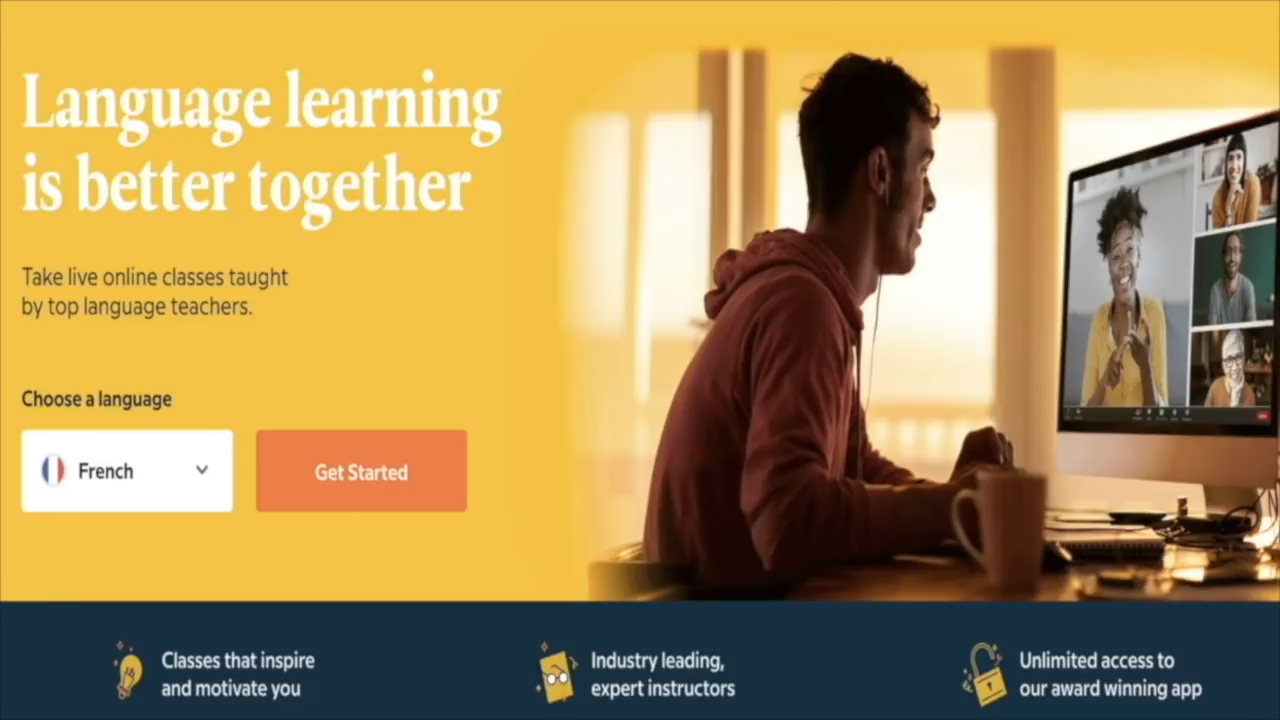 Language learning
is better together
Take live online classes taught
by top language teachers.
Choose a language
French
Get Started
Classes that inspire
and motivate you
Industry leading,
expert instructors
Unlimited access to
our award winning app